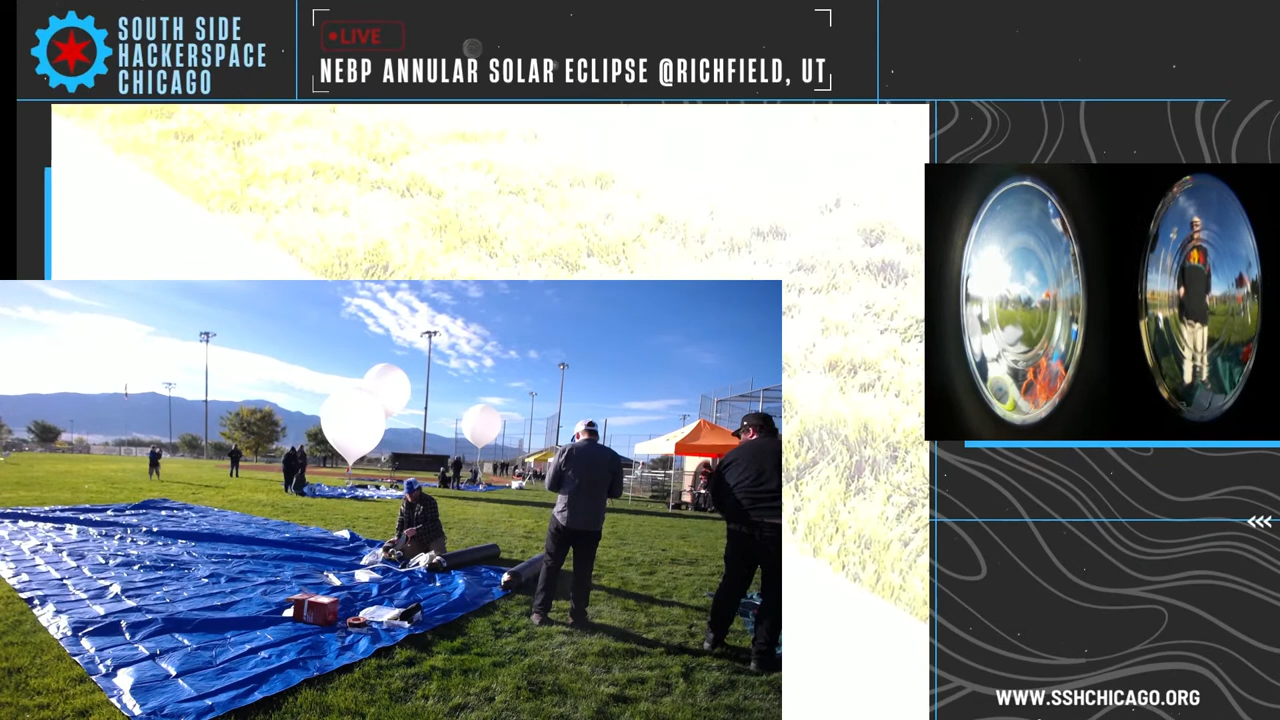 SOUTH SIDE
HACKERSPACE
CHICAGO
LIVE
NEBP ANNULAR SOLAR ECLIPSE @RICHFIELD, UT
WWW.SSHCHICAGO.ORG